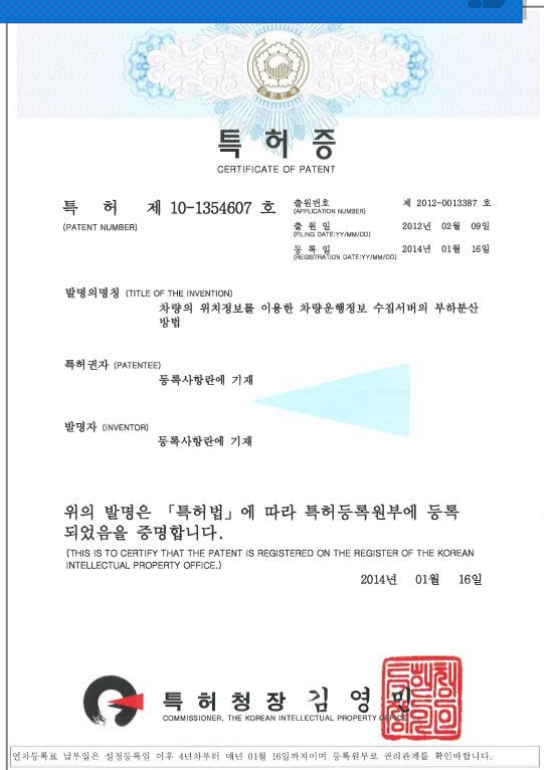 특 허 증
CERTIFICATE OF PATENT
특 허 제 10-1354607 호
(PATENT NUMBER)
출원번호 제 2012-0013387 호
(APPLICATION NUMBER)
출 원 일 2012년 02월 09일
(FILING DATE:YY/MM/DD)
등 록 일 2014년 01월 16일
(REGISTRATION DATE:YY/MM/DD)
발명의명칭 (TITLE OF THE INVENTION)
차량의 위치정보를 이용한 차량운행정보 수집서버의 부하분산
방법
특허권자 (PATENTEE)
등록사항란에 기재
발명자 (INVENTOR)
등록사항란에 기재
위의 발명은 「특허법」에 따라 특허등록원부에 등록
되었음을 증명합니다.
(THIS IS TO CERTIFY THAT THE PATENT IS REGISTERED ON THE REGISTER OF THE KOREAN
INTELLECTUAL PROPERTY OFFICE.)
2014년 01월 16일
특 허 청 장 김 영 민
COMMISSIONER, THE KOREAN INTELLECTUAL PROPERTY OFFICE
연차등록료 납부일은 설정등록일 이후 4년차부터 매년 01월 16일까지이며 등록원부로 권리관계를 확인바랍니다.